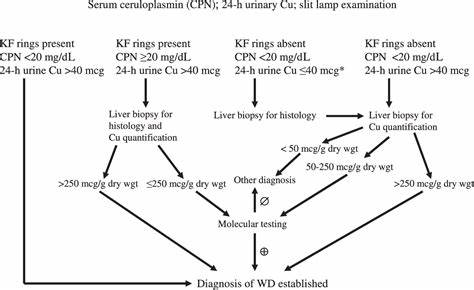 Serum ceruloplasmin (CPN); 24-h urinary Cu; slit lamp examination
KF rings present
CPN <20 mg/dL
24-h urine Cu >40 mcg
KF rings present
CPN ≥20 mg/dL
24-h urine Cu >40 mcg
KF rings absent
CPN <20 mg/dL
24-h urine Cu ≤40 mcg*
KF rings absent
CPN <20 mg/dL
24-h urine Cu >40 mcg
Liver biopsy for
histology and
Cu quantification
Liver biopsy for histology
Liver biopsy for
Cu quantification
< 50 mcg/g dry wgt
50-250 mcg/g dry wgt
>250 mcg/g dry wgt
≤250 mcg/g dry wgt
Other diagnosis
>250 mcg/g dry wgt
∅
Molecular testing
⊕
Diagnosis of WD established